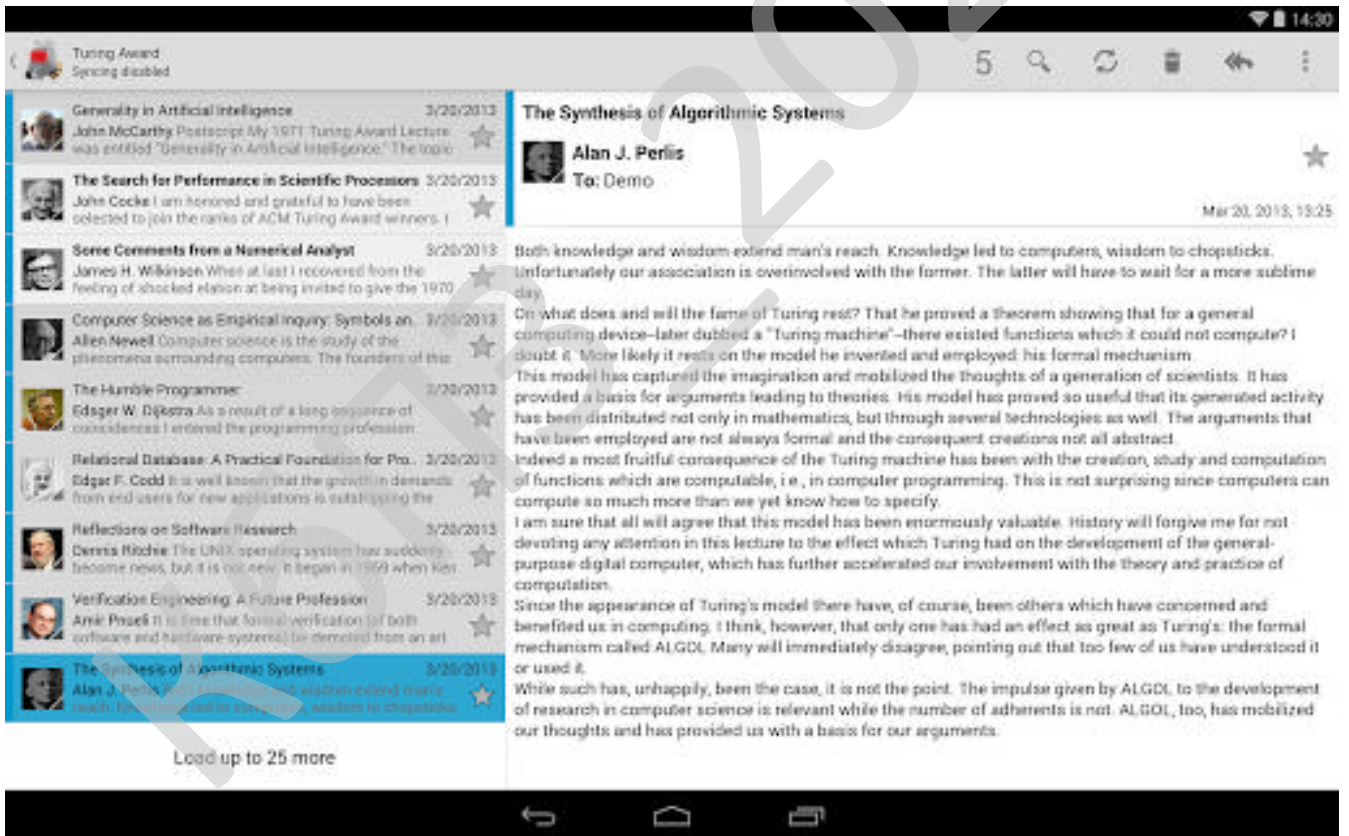 14:30
Turing Award
Syncing disabled
5
Generality in Artificial Intelligence 3/20/2013
John McCarthy Postscript My 1971 Turing Award Lecture
was entitled "Generality in Artificial Intelligence." The topic
The Search for Performance in Scientific Processors 3/20/2013
John Cocke I am honored and grateful to have been
selected to join the ranks of ACM Turing Award winners. I
Some Comments from a Numerical Analyst 3/20/2013
James H. Wilkinson When at last I recovered from the
feeling of shocked elation at being invited to give the 1970
Computer Science as Empirical Inquiry: Symbols an.. 3/20/2013
Allen Newell Computer science is the study of the
phenomena surrounding computers. The founders of this
The Humble Programmer 3/20/2013
Edsger W. Dijkstra As a result of a long sequence of
coincidences I entered the programming profession
Relational Database: A Practical Foundation for Pro.. 3/20/2013
Edgar F. Codd It is well known that the growth in demands
from end users for new applications is outstripping the
Reflections on Software Research 3/20/2013
Dennis Ritchie The UNIX operating system has suddenly
become news, but it is not new. It began in 1969 when Ken
Verification Engineering: A Future Profession 3/20/2013
Amir Pnueli It is time that formal verification (of both
software and hardware systems) be demoted from an art
The Synthesis of Algorithmic Systems 3/20/2013
Alan J. Perlis Both knowledge and wisdom extend man's
reach. Knowledge led to computers, wisdom to chopsticks.
Load up to 25 more
The Synthesis of Algorithmic Systems
Alan J. Perlis
To: Demo
Mar 20, 2013, 13:25
Both knowledge and wisdom extend man's reach. Knowledge led to computers, wisdom to chopsticks.
Unfortunately our association is overinvolved with the former. The latter will have to wait for a more sublime
day.
On what does and will the fame of Turing rest? That he proved a theorem showing that for a general
computing device–later dubbed a "Turing machine"–there existed functions which it could not compute? I
doubt it. More likely it rests on the model he invented and employed: his formal mechanism.
This model has captured the imagination and mobilized the thoughts of a generation of scientists. It has
provided a basis for arguments leading to theories. His model has proved so useful that its generated activity
has been distributed not only in mathematics, but through several technologies as well. The arguments that
have been employed are not always formal and the consequent creations not all abstract.
Indeed a most fruitful consequence of the Turing machine has been with the creation, study and computation
of functions which are computable, i.e., in computer programming. This is not surprising since computers can
compute so much more than we yet know how to specify.
I am sure that all will agree that this model has been enormously valuable. History will forgive me for not
devoting any attention in this lecture to the effect which Turing had on the development of the general-
purpose digital computer, which has further accelerated our involvement with the theory and practice of
computation.
Since the appearance of Turing's model there have, of course, been others which have concerned and
benefited us in computing. I think, however, that only one has had an effect as great as Turing's: the formal
mechanism called ALGOL. Many will immediately disagree, pointing out that too few of us have understood it
or used it.
While such has, unhappily, been the case, it is not the point. The impulse given by ALGOL to the development
of research in computer science is relevant while the number of adherents is not. ALGOL, too, has mobilized
our thoughts and has provided us with a basis for our arguments.